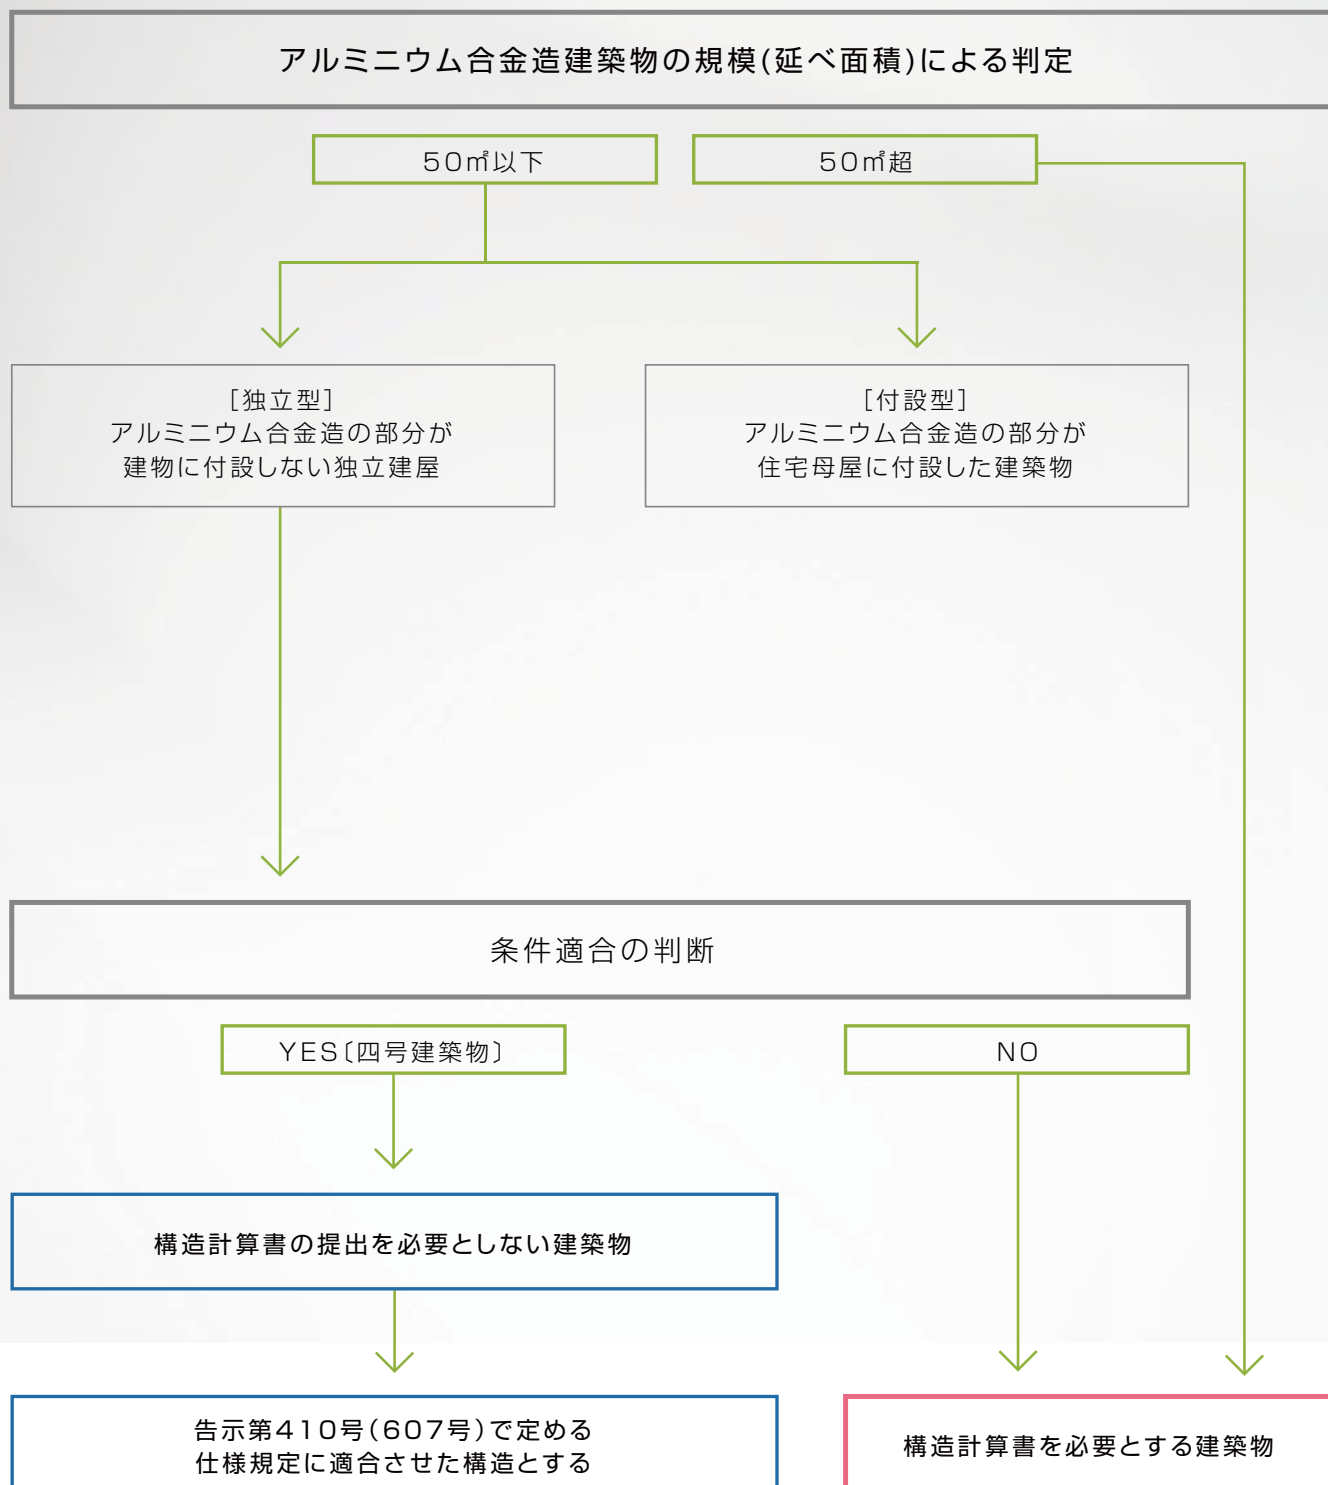 アルミニウム合金造建築物の規模(延べ面積)による判定
50㎡以下
50㎡超
[独立型]
アルミニウム合金造の部分が
建物に付設しない独立建屋
[付設型]
アルミニウム合金造の部分が
住宅母屋に付設した建築物
条件適合の判断
YES〔四号建築物〕
NO
構造計算書の提出を必要としない建築物
告示第410号(607号)で定める
仕様規定に適合させた構造とする
構造計算書を必要とする建築物